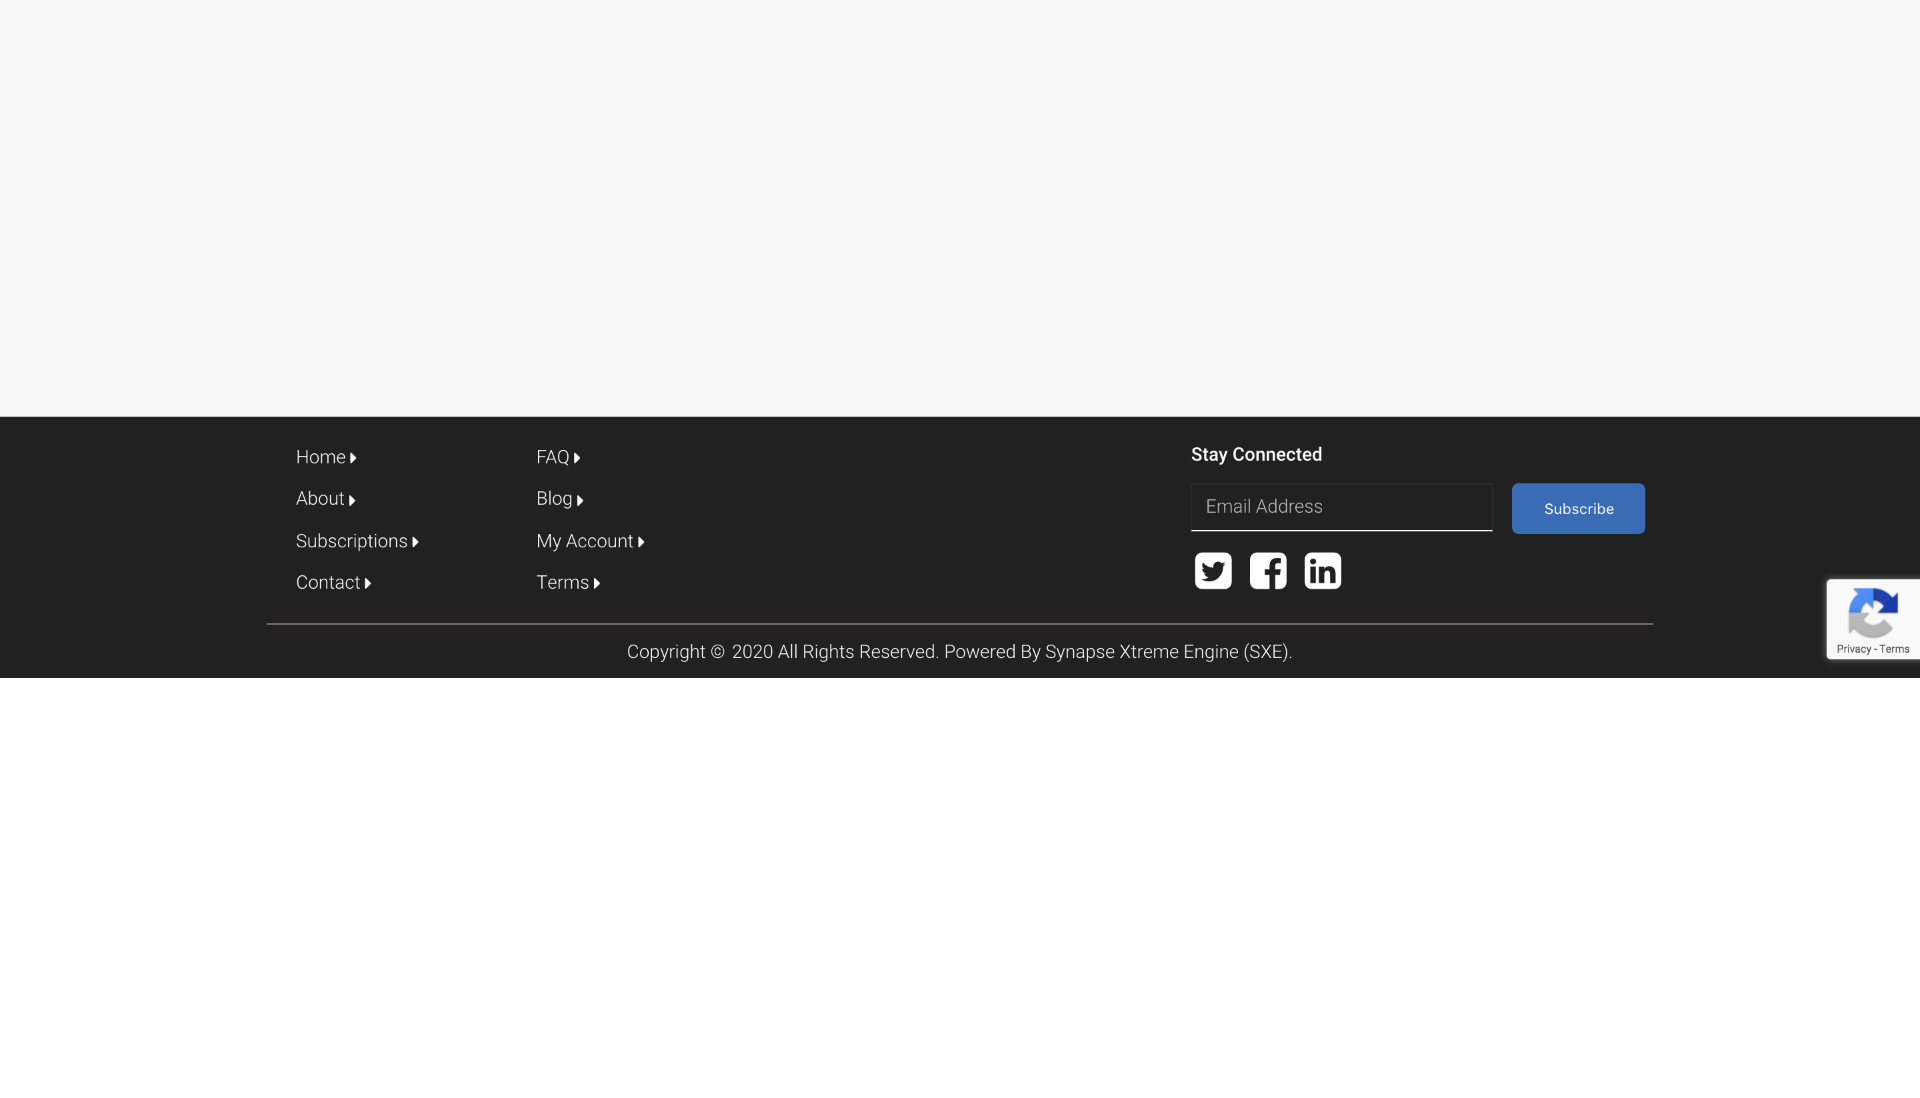 Home
About
Subscriptions
Contact
FAQ
Blog
My Account
Terms
Stay Connected
Email Address
Subscribe
Privacy - Terms
Copyright © 2020 All Rights Reserved. Powered By Synapse Xtreme Engine (SXE).